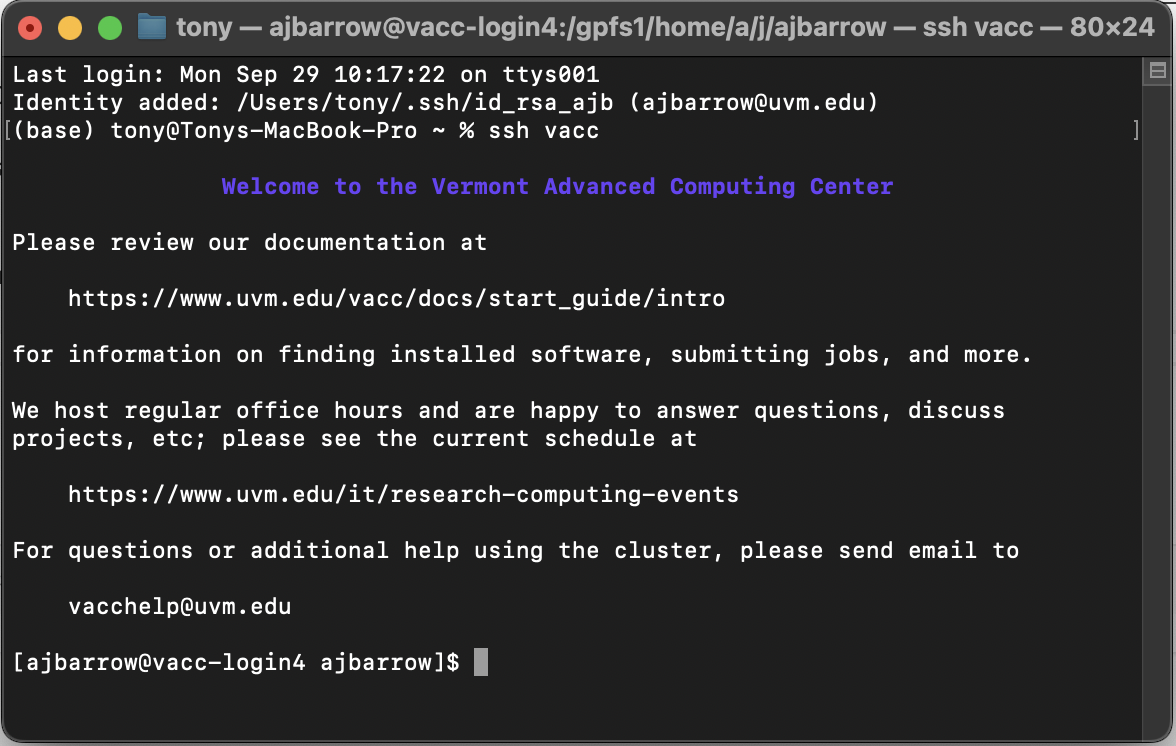 tony — ajbarrow@vacc-login4:/gpfs1/home/a/j/ajbarrow — ssh vacc — 80×24
Last login: Mon Sep 29 10:17:22 on ttys001
Identity added: /Users/tony/.ssh/id_rsa_ajb (ajbarrow@uvm.edu)
[(base) tony@Tonys-MacBook-Pro ~ % ssh vacc ]
Welcome to the Vermont Advanced Computing Center
Please review our documentation at
https://www.uvm.edu/vacc/docs/start_guide/intro
for information on finding installed software, submitting jobs, and more.
We host regular office hours and are happy to answer questions, discuss
projects, etc; please see the current schedule at
https://www.uvm.edu/it/research-computing-events
For questions or additional help using the cluster, please send email to
vacchelp@uvm.edu
[ajbarrow@vacc-login4 ajbarrow]$